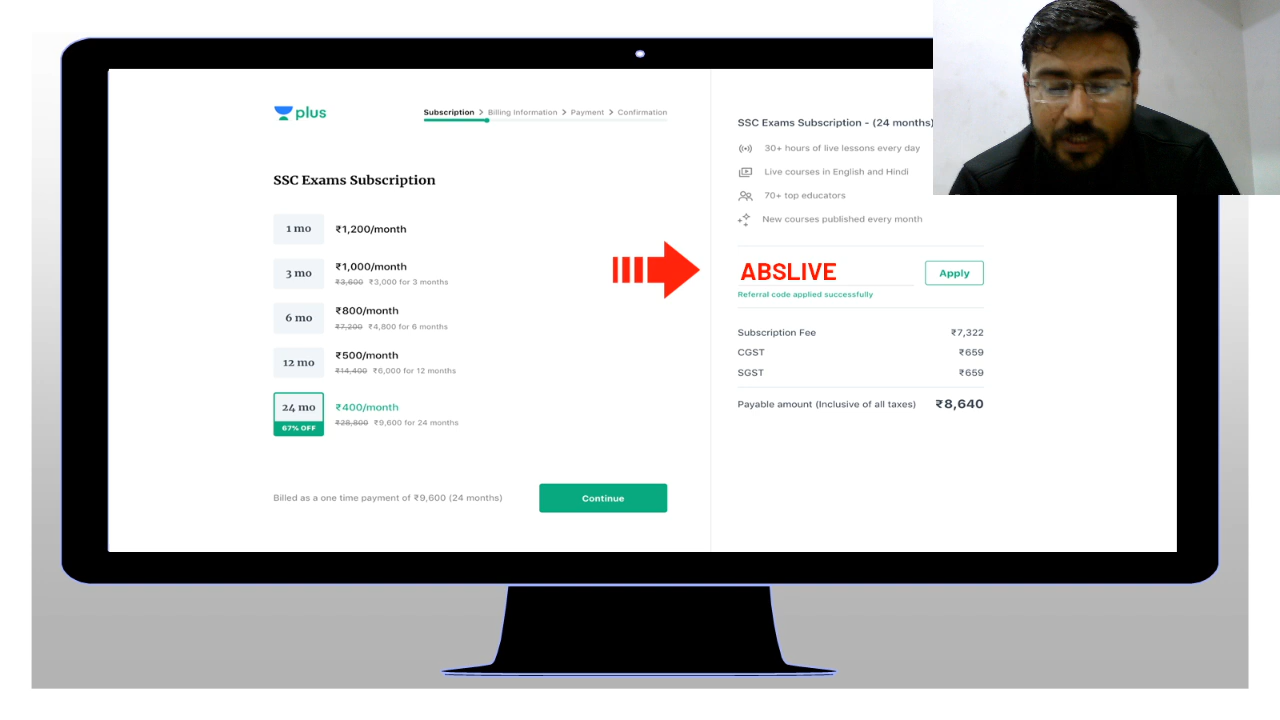 plus
Subscription > Billing Information > Payment > Confirmation
SSC Exams Subscription
1 mo ₹1,200/month
3 mo ₹1,000/month
₹3,600 ₹3,000 for 3 months
6 mo ₹800/month
₹7,200 ₹4,800 for 6 months
12 mo ₹500/month
₹14,400 ₹6,000 for 12 months
24 mo ₹400/month
67% OFF ₹28,800 ₹9,600 for 24 months
Billed as a one time payment of ₹9,600 (24 months) Continue
SSC Exams Subscription - (24 months)
30+ hours of live lessons every day
Live courses in English and Hindi
70+ top educators
New courses published every month
ABSLIVE Apply
Referral code applied successfully
Subscription Fee ₹7,322
CGST ₹659
SGST ₹659
Payable amount (Inclusive of all taxes) ₹8,640